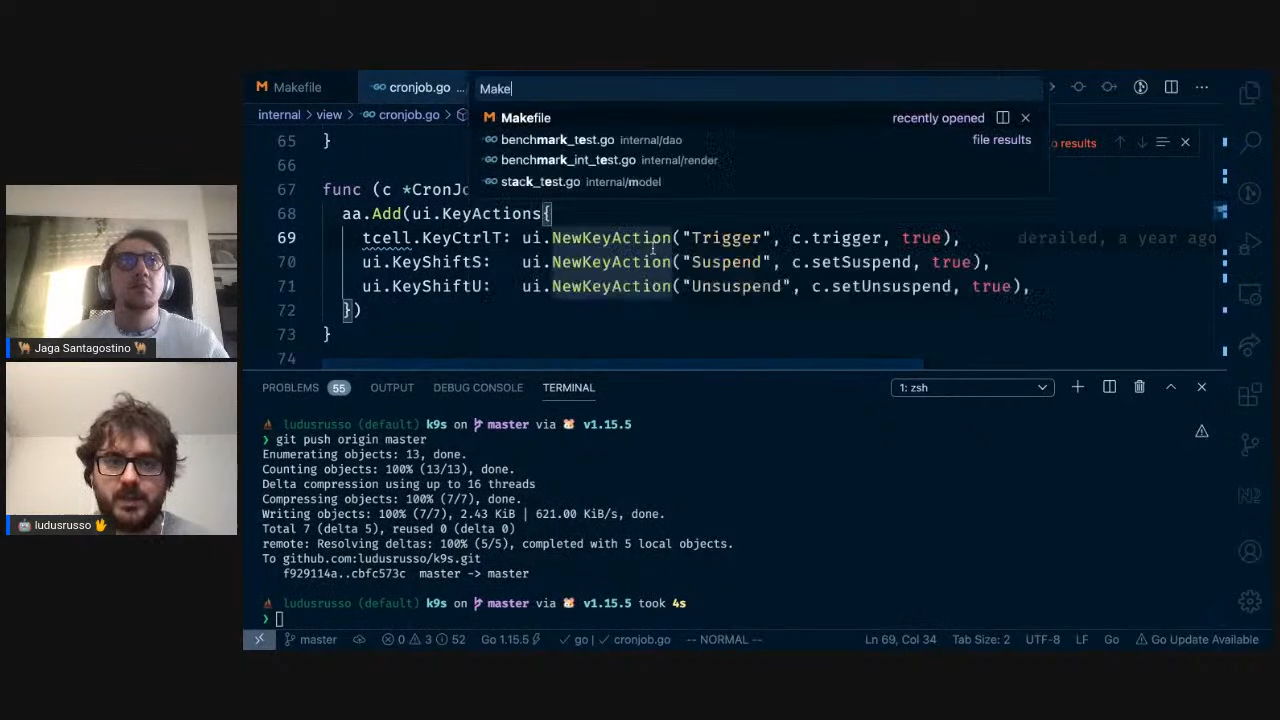 Makefile
cronjob.go ...
Make
internal > view > cronjob.go
Makefile recently opened
benchmark_test.go internal/dao file results
benchmark_int_test.go internal/render
stack_test.go internal/model
o results
65 }
66
67 func (c *CronJo
68 aa.Add(ui.KeyActions{
69 tcell.KeyCtrlT: ui.NewKeyAction("Trigger", c.trigger, true), derailed, a year ago
70 ui.KeyShiftS: ui.NewKeyAction("Suspend", c.setSuspend, true),
71 ui.KeyShiftU: ui.NewKeyAction("Unsuspend", c.setUnsuspend, true),
72 })
73 }
74
Jaga Santagostino
ludusrusso
PROBLEMS 55 OUTPUT DEBUG CONSOLE TERMINAL 1: zsh
ludusrusso (default) k9s on master via v1.15.5
❯ git push origin master
Enumerating objects: 13, done.
Counting objects: 100% (13/13), done.
Delta compression using up to 16 threads
Compressing objects: 100% (7/7), done.
Writing objects: 100% (7/7), 2.43 KiB | 621.00 KiB/s, done.
Total 7 (delta 5), reused 0 (delta 0)
remote: Resolving deltas: 100% (5/5), completed with 5 local objects.
To github.com:ludusrusso/k9s.git
f929114a..cbfc573c master -> master
ludusrusso (default) k9s on master via v1.15.5 took 4s
❯
master 0 3 52 Go 1.15.5 go | cronjob.go -- NORMAL -- Ln 69, Col 34 Tab Size: 2 UTF-8 LF Go Go Update Available